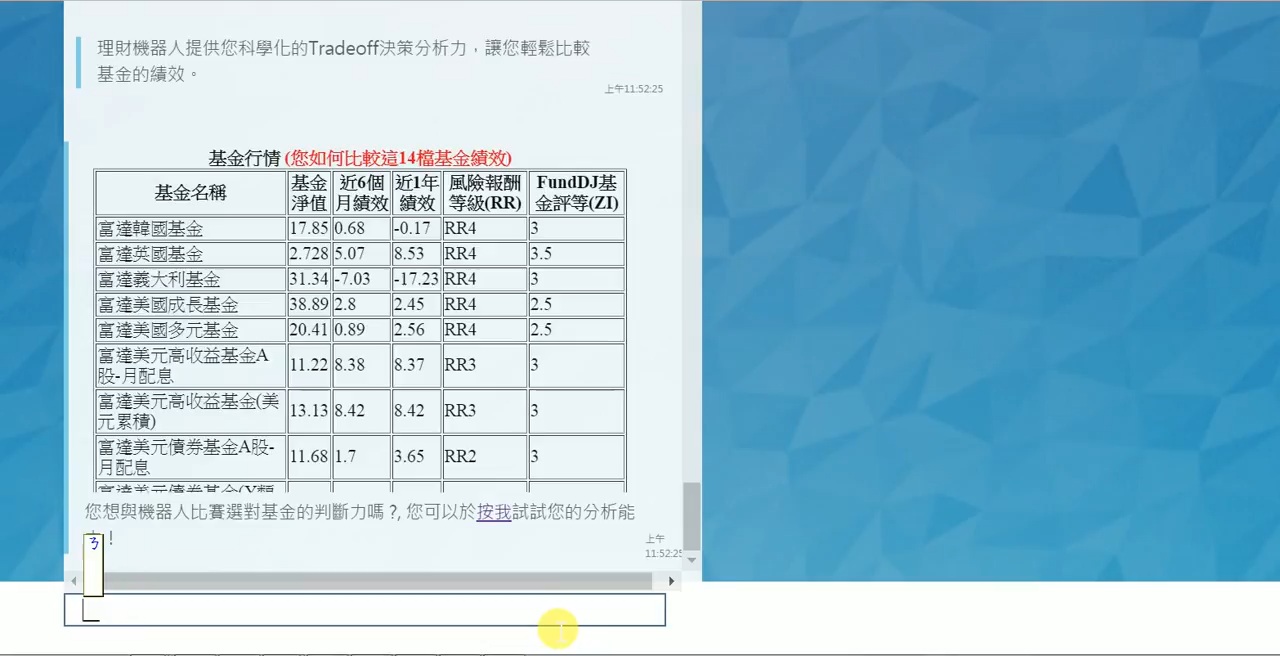 理財機器人提供您科學化的Tradeoff決策分析力，讓您輕鬆比較
基金的績效。
上午11:52:25
基金行情 (您如何比較這14檔基金績效)
基金名稱 基金淨值 近6個月績效 近1年績效 風險報酬等級(RR) FundDJ基金評等(ZI)
富達韓國基金 17.85 0.68 -0.17 RR4 3
富達英國基金 2.728 5.07 8.53 RR4 3.5
富達義大利基金 31.34 -7.03 -17.23 RR4 3
富達美國成長基金 38.89 2.8 2.45 RR4 2.5
富達美國多元基金 20.41 0.89 2.56 RR4 2.5
富達美元高收益基金A股-月配息 11.22 8.38 8.37 RR3 3
富達美元高收益基金(美元累積) 13.13 8.42 8.42 RR3 3
富達美元債券基金A股-月配息 11.68 1.7 3.65 RR2 3
您想與機器人比賽選對基金的判斷力嗎？, 您可以於按我試試您的分析能
！
上午
11:52:25
ㄋ